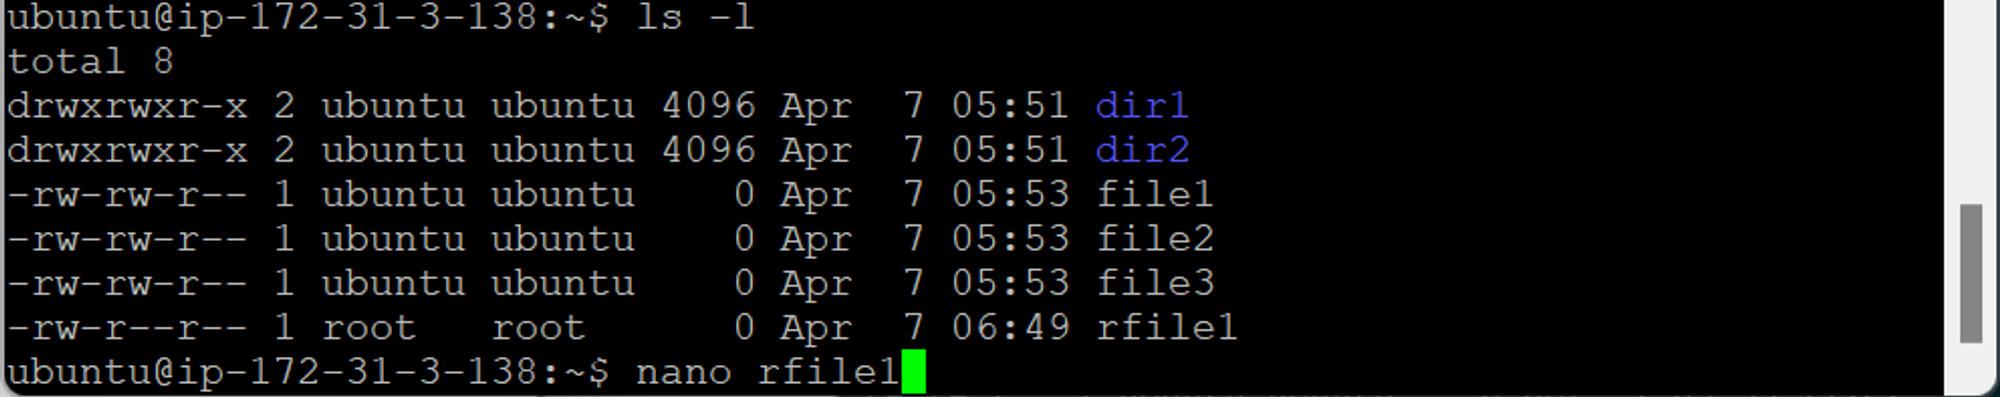 ubuntu@ip-172-31-3-138:~$ ls -l
total 8
drwxrwxr-x 2 ubuntu ubuntu 4096 Apr  7 05:51 dir1
drwxrwxr-x 2 ubuntu ubuntu 4096 Apr  7 05:51 dir2
-rw-rw-r-- 1 ubuntu ubuntu    0 Apr  7 05:53 file1
-rw-rw-r-- 1 ubuntu ubuntu    0 Apr  7 05:53 file2
-rw-rw-r-- 1 ubuntu ubuntu    0 Apr  7 05:53 file3
-rw-r--r-- 1 root   root      0 Apr  7 06:49 rfile1
ubuntu@ip-172-31-3-138:~$ nano rfile1